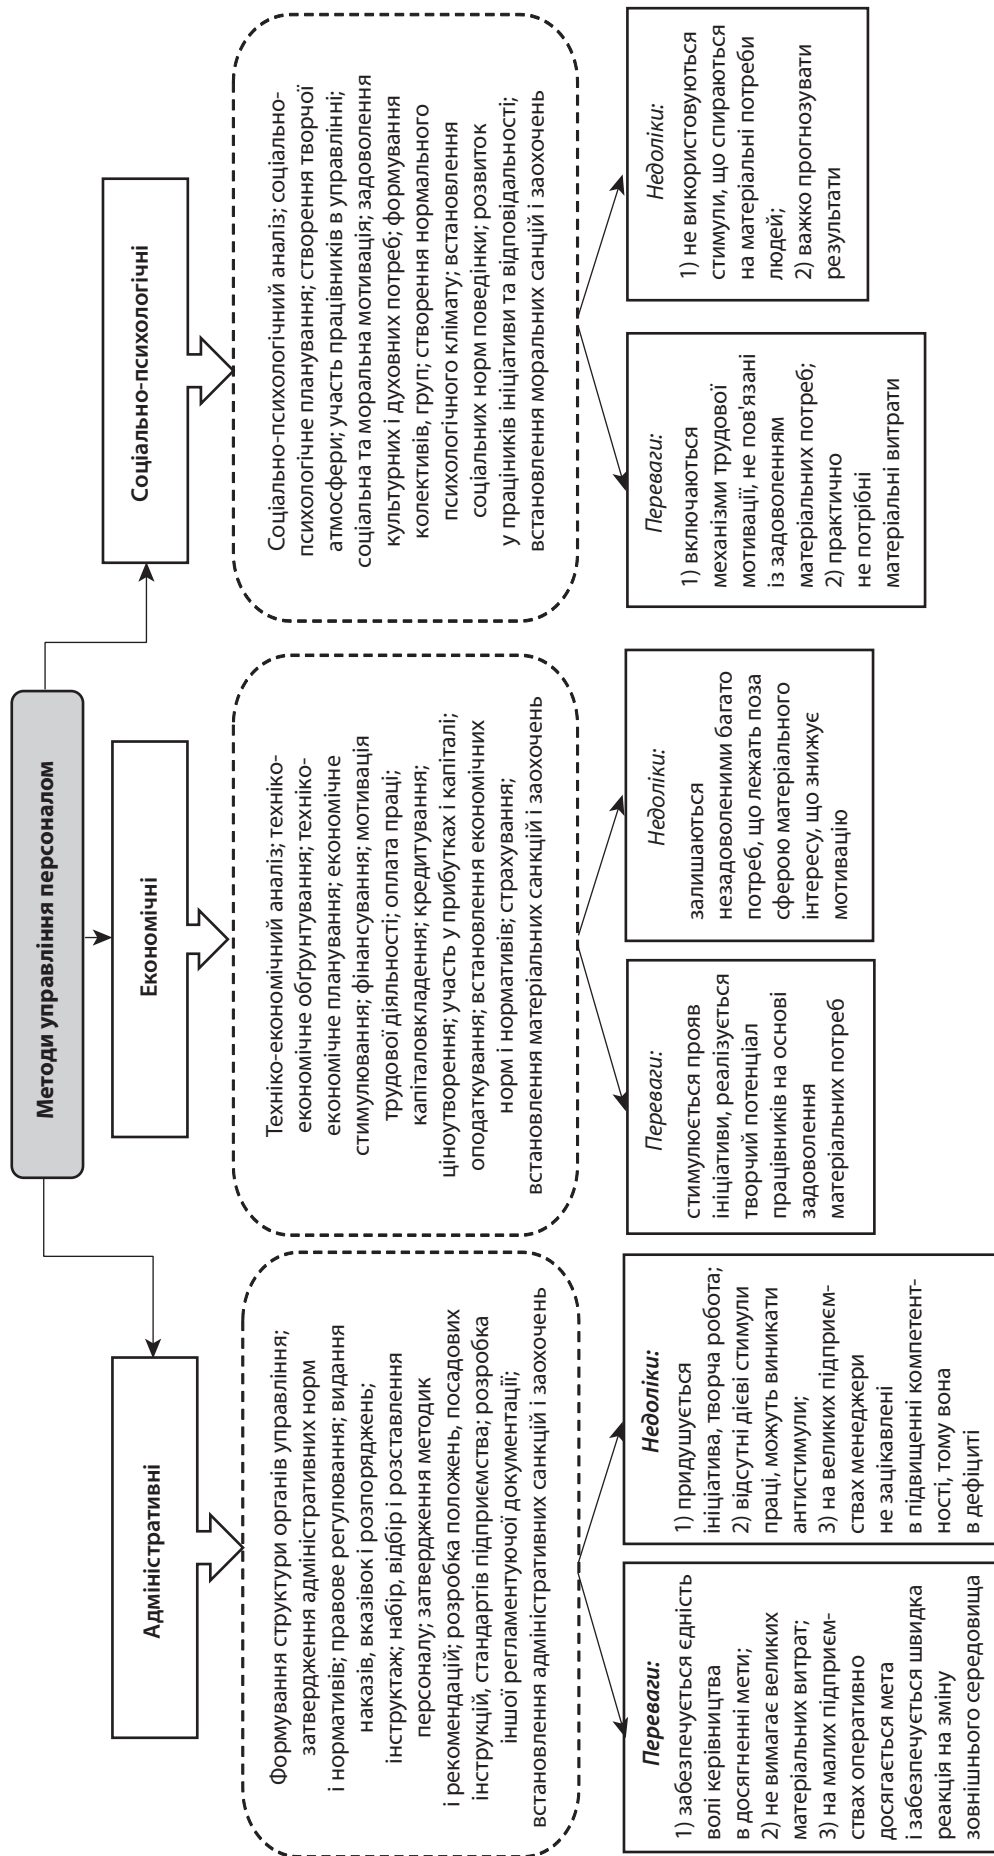 Методи управління персоналом
Адміністративні
Економічні
Соціально-психологічні
Формування структури органів управління;
затвердження адміністративних норм
і нормативів; правове регулювання; видання
наказів, вказівок і розпоряджень;
інструктаж; набір, відбір і розставлення
персоналу; затвердження методик
і рекомендацій; розробка положень, посадових
інструкцій, стандартів підприємства; розробка
іншої регламентуючої документації;
встановлення адміністративних санкцій і заохочень
Техніко-економічний аналіз; техніко-
економічне обґрунтування; техніко-
економічне планування; економічне
стимулювання; фінансування; мотивація
трудової діяльності; оплата праці;
капіталовкладення; кредитування;
ціноутворення; участь у прибутках і капіталі;
оподаткування; встановлення економічних
норм і нормативів; страхування;
встановлення матеріальних санкцій і заохочень
Соціально-психологічний аналіз; соціально-
психологічне планування; створення творчої
атмосфери; участь працівників в управлінні;
соціальна та моральна мотивація; задоволення
культурних і духовних потреб; формування
колективів, груп; створення нормального
психологічного клімату; встановлення
соціальних норм поведінки; розвиток
у праціників ініціативи та відповідальності;
встановлення моральних санцій і заохочень
Переваги:
1) забезпечується єдність
волі керівництва
в досягненні мети;
2) не вимагає великих
матеріальних витрат;
3) на малих підприєм-
ствах оперативно
досягається мета
і забезпечується швидка
реакція на зміну
зовнішнього середовища
Недоліки:
1) придушується
ініціатива, творча робота;
2) відсутні дієві стимули
праці, можуть виникати
антистимули;
3) на великих підприєм-
ствах менеджери
не зацікавлені
в підвищенні компетент-
ності, тому вона
в дефіциті
Переваги:
стимулюється прояв
ініціативи, реалізується
творчий потенціал
працівників на основі
задоволення
матеріальних потреб
Недоліки:
залишаються
незадоволеними багато
потреб, що лежать поза
сферою матеріального
інтересу, що знижує
мотивацію
Переваги:
1) включаються
механізми трудової
мотивації, не пов'язані
із задоволенням
матеріальних потреб;
2) практично
не потрібні
матеріальні витрати
Недоліки:
1) не використовуються
стимули, що спираються
на матеріальні потреби
людей;
2) важко прогнозувати
результати